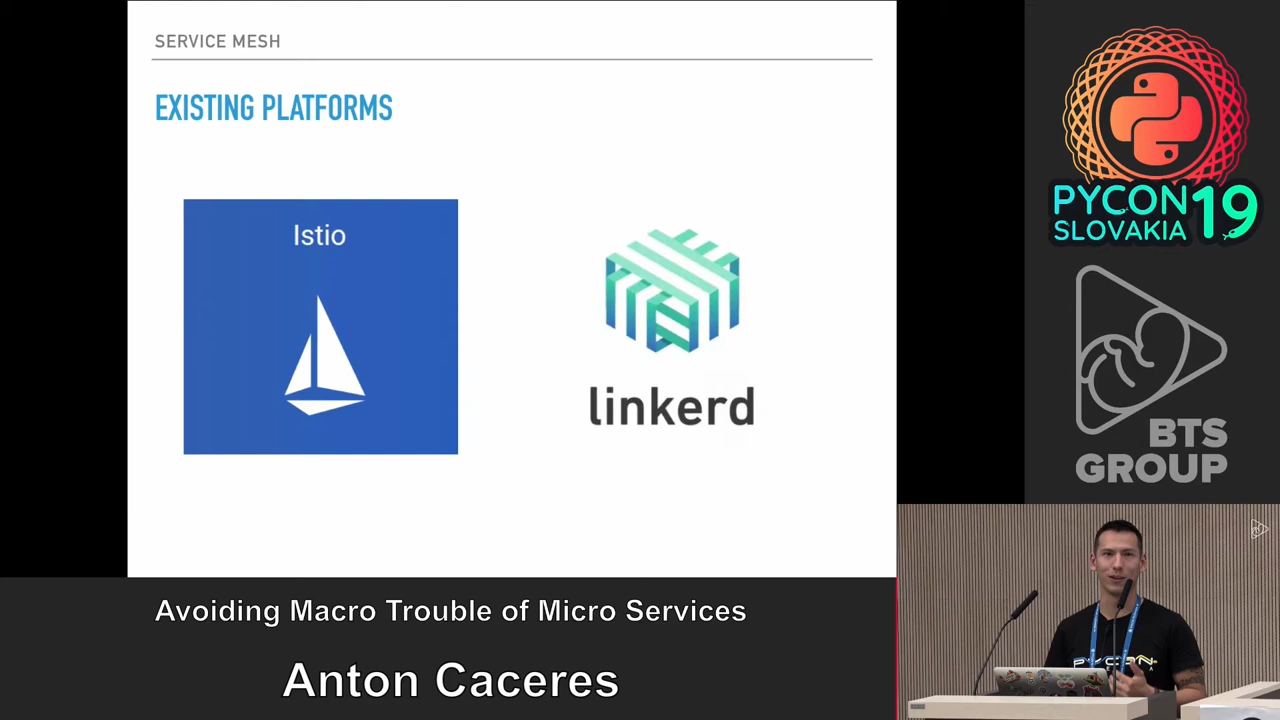 SERVICE MESH
EXISTING PLATFORMS
Istio
linkerd
PYCON
SLOVAKIA
19
BTS
GROUP
PYCON
Avoiding Macro Trouble of Micro Services
Anton Caceres